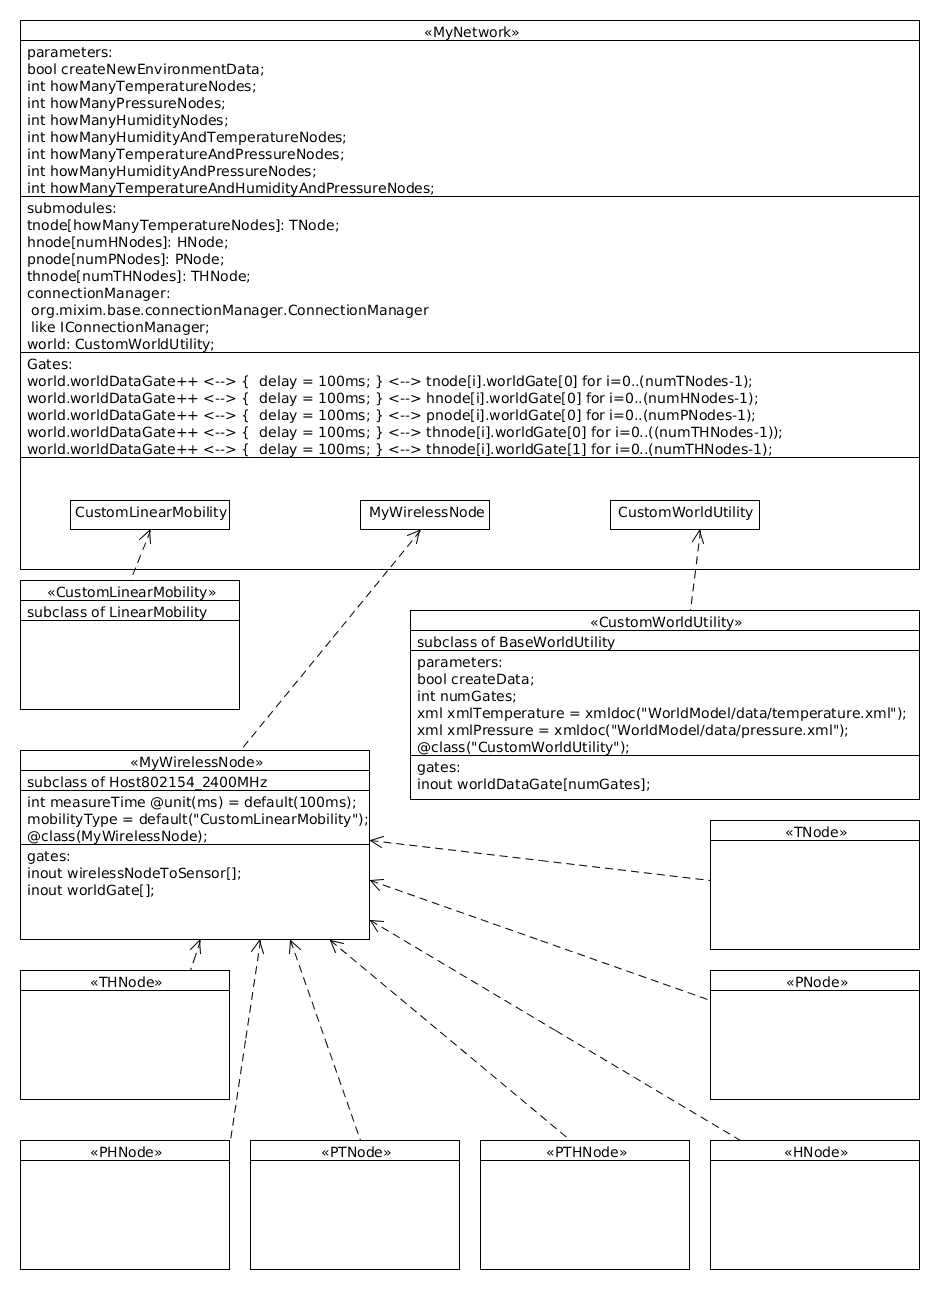 «MyNetwork»
parameters:
bool createNewEnvironmentData;
int howManyTemperatureNodes;
int howManyPressureNodes;
int howManyHumidityNodes;
int howManyHumidityAndTemperatureNodes;
int howManyTemperatureAndPressureNodes;
int howManyHumidityAndPressureNodes;
int howManyTemperatureAndHumidityAndPressureNodes;
submodules:
tnode[howManyTemperatureNodes]: TNode;
hnode[numHNodes]: HNode;
pnode[numPNodes]: PNode;
thnode[numTHNodes]: THNode;
connectionManager:
org.mixim.base.connectionManager.ConnectionManager
like IConnectionManager;
world: CustomWorldUtility;
Gates:
world.worldDataGate++ <--> {  delay = 100ms; } <--> tnode[i].worldGate[0] for i=0..(numTNodes-1);
world.worldDataGate++ <--> {  delay = 100ms; } <--> hnode[i].worldGate[0] for i=0..(numHNodes-1);
world.worldDataGate++ <--> {  delay = 100ms; } <--> pnode[i].worldGate[0] for i=0..(numPNodes-1);
world.worldDataGate++ <--> {  delay = 100ms; } <--> thnode[i].worldGate[0] for i=0..((numTHNodes-1));
world.worldDataGate++ <--> {  delay = 100ms; } <--> thnode[i].worldGate[1] for i=0..(numTHNodes-1);
CustomLinearMobility
MyWirelessNode
CustomWorldUtility
«CustomLinearMobility»
subclass of LinearMobility
«CustomWorldUtility»
subclass of BaseWorldUtility
parameters:
bool createData;
int numGates;
xml xmlTemperature = xmldoc("WorldModel/data/temperature.xml");
xml xmlPressure = xmldoc("WorldModel/data/pressure.xml");
@class("CustomWorldUtility");
gates:
inout worldDataGate[numGates];
«MyWirelessNode»
subclass of Host802154_2400MHz
int measureTime @unit(ms) = default(100ms);
mobilityType = default("CustomLinearMobility");
@class(MyWirelessNode);
gates:
inout wirelessNodeToSensor[];
inout worldGate[];
«TNode»
«THNode»
«PNode»
«PHNode»
«PTNode»
«PTHNode»
«HNode»